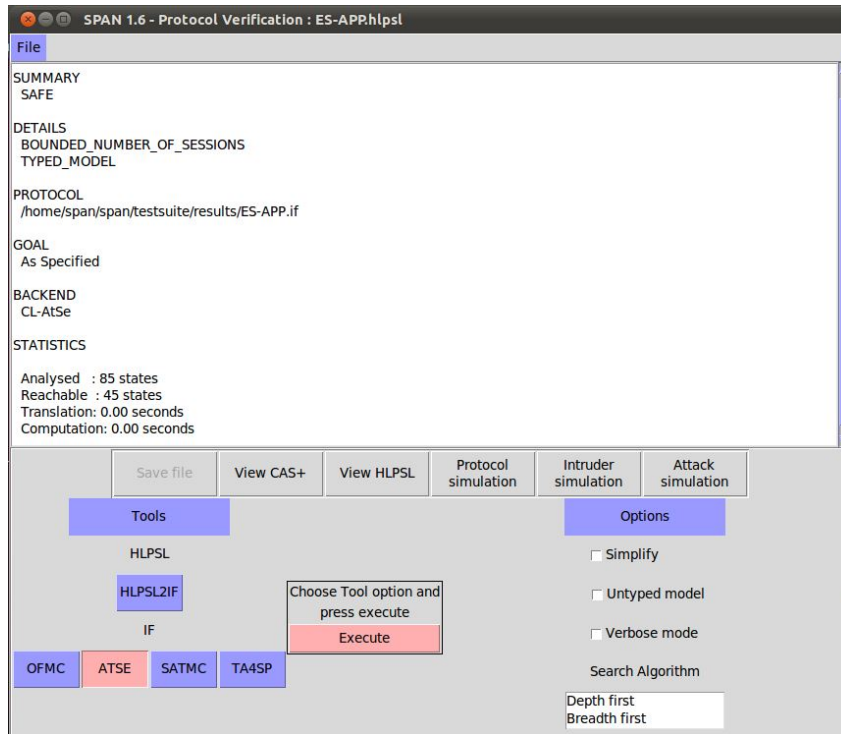 SPAN 1.6 - Protocol Verification : ES-APP.hlpsl
File
SUMMARY
SAFE
DETAILS
BOUNDED_NUMBER_OF_SESSIONS
TYPED_MODEL
PROTOCOL
/home/span/span/testsuite/results/ES-APP.if
GOAL
As Specified
BACKEND
CL-AtSe
STATISTICS
Analysed : 85 states
Reachable : 45 states
Translation: 0.00 seconds
Computation: 0.00 seconds
Save file View CAS+ View HLPSL Protocol simulation Intruder simulation Attack simulation
Tools
Options
HLPSL
Simplify
HLPSL2IF
Choose Tool option and
press execute
Untyped model
IF
Execute
Verbose mode
OFMC ATSE SATMC TA4SP
Search Algorithm
Depth first
Breadth first